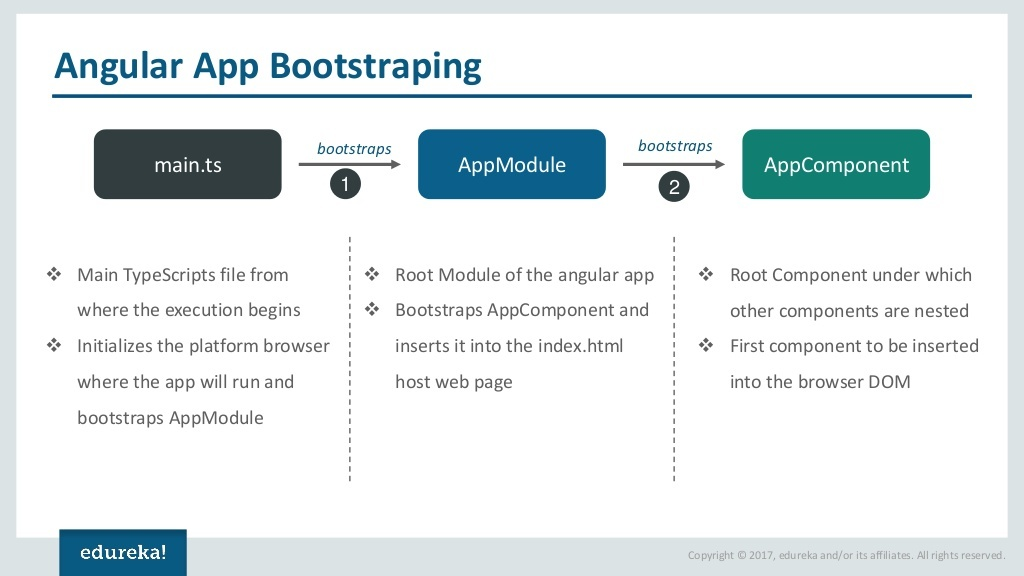 Angular App Bootstraping
main.ts
bootstraps
1
AppModule
bootstraps
2
AppComponent
❖ Main TypeScripts file from
where the execution begins
❖ Initializes the platform browser
where the app will run and
bootstraps AppModule
❖ Root Module of the angular app
❖ Bootstraps AppComponent and
inserts it into the index.html
host web page
❖ Root Component under which
other components are nested
❖ First component to be inserted
into the browser DOM
edureka!
Copyright © 2017, edureka and/or its affiliates. All rights reserved.